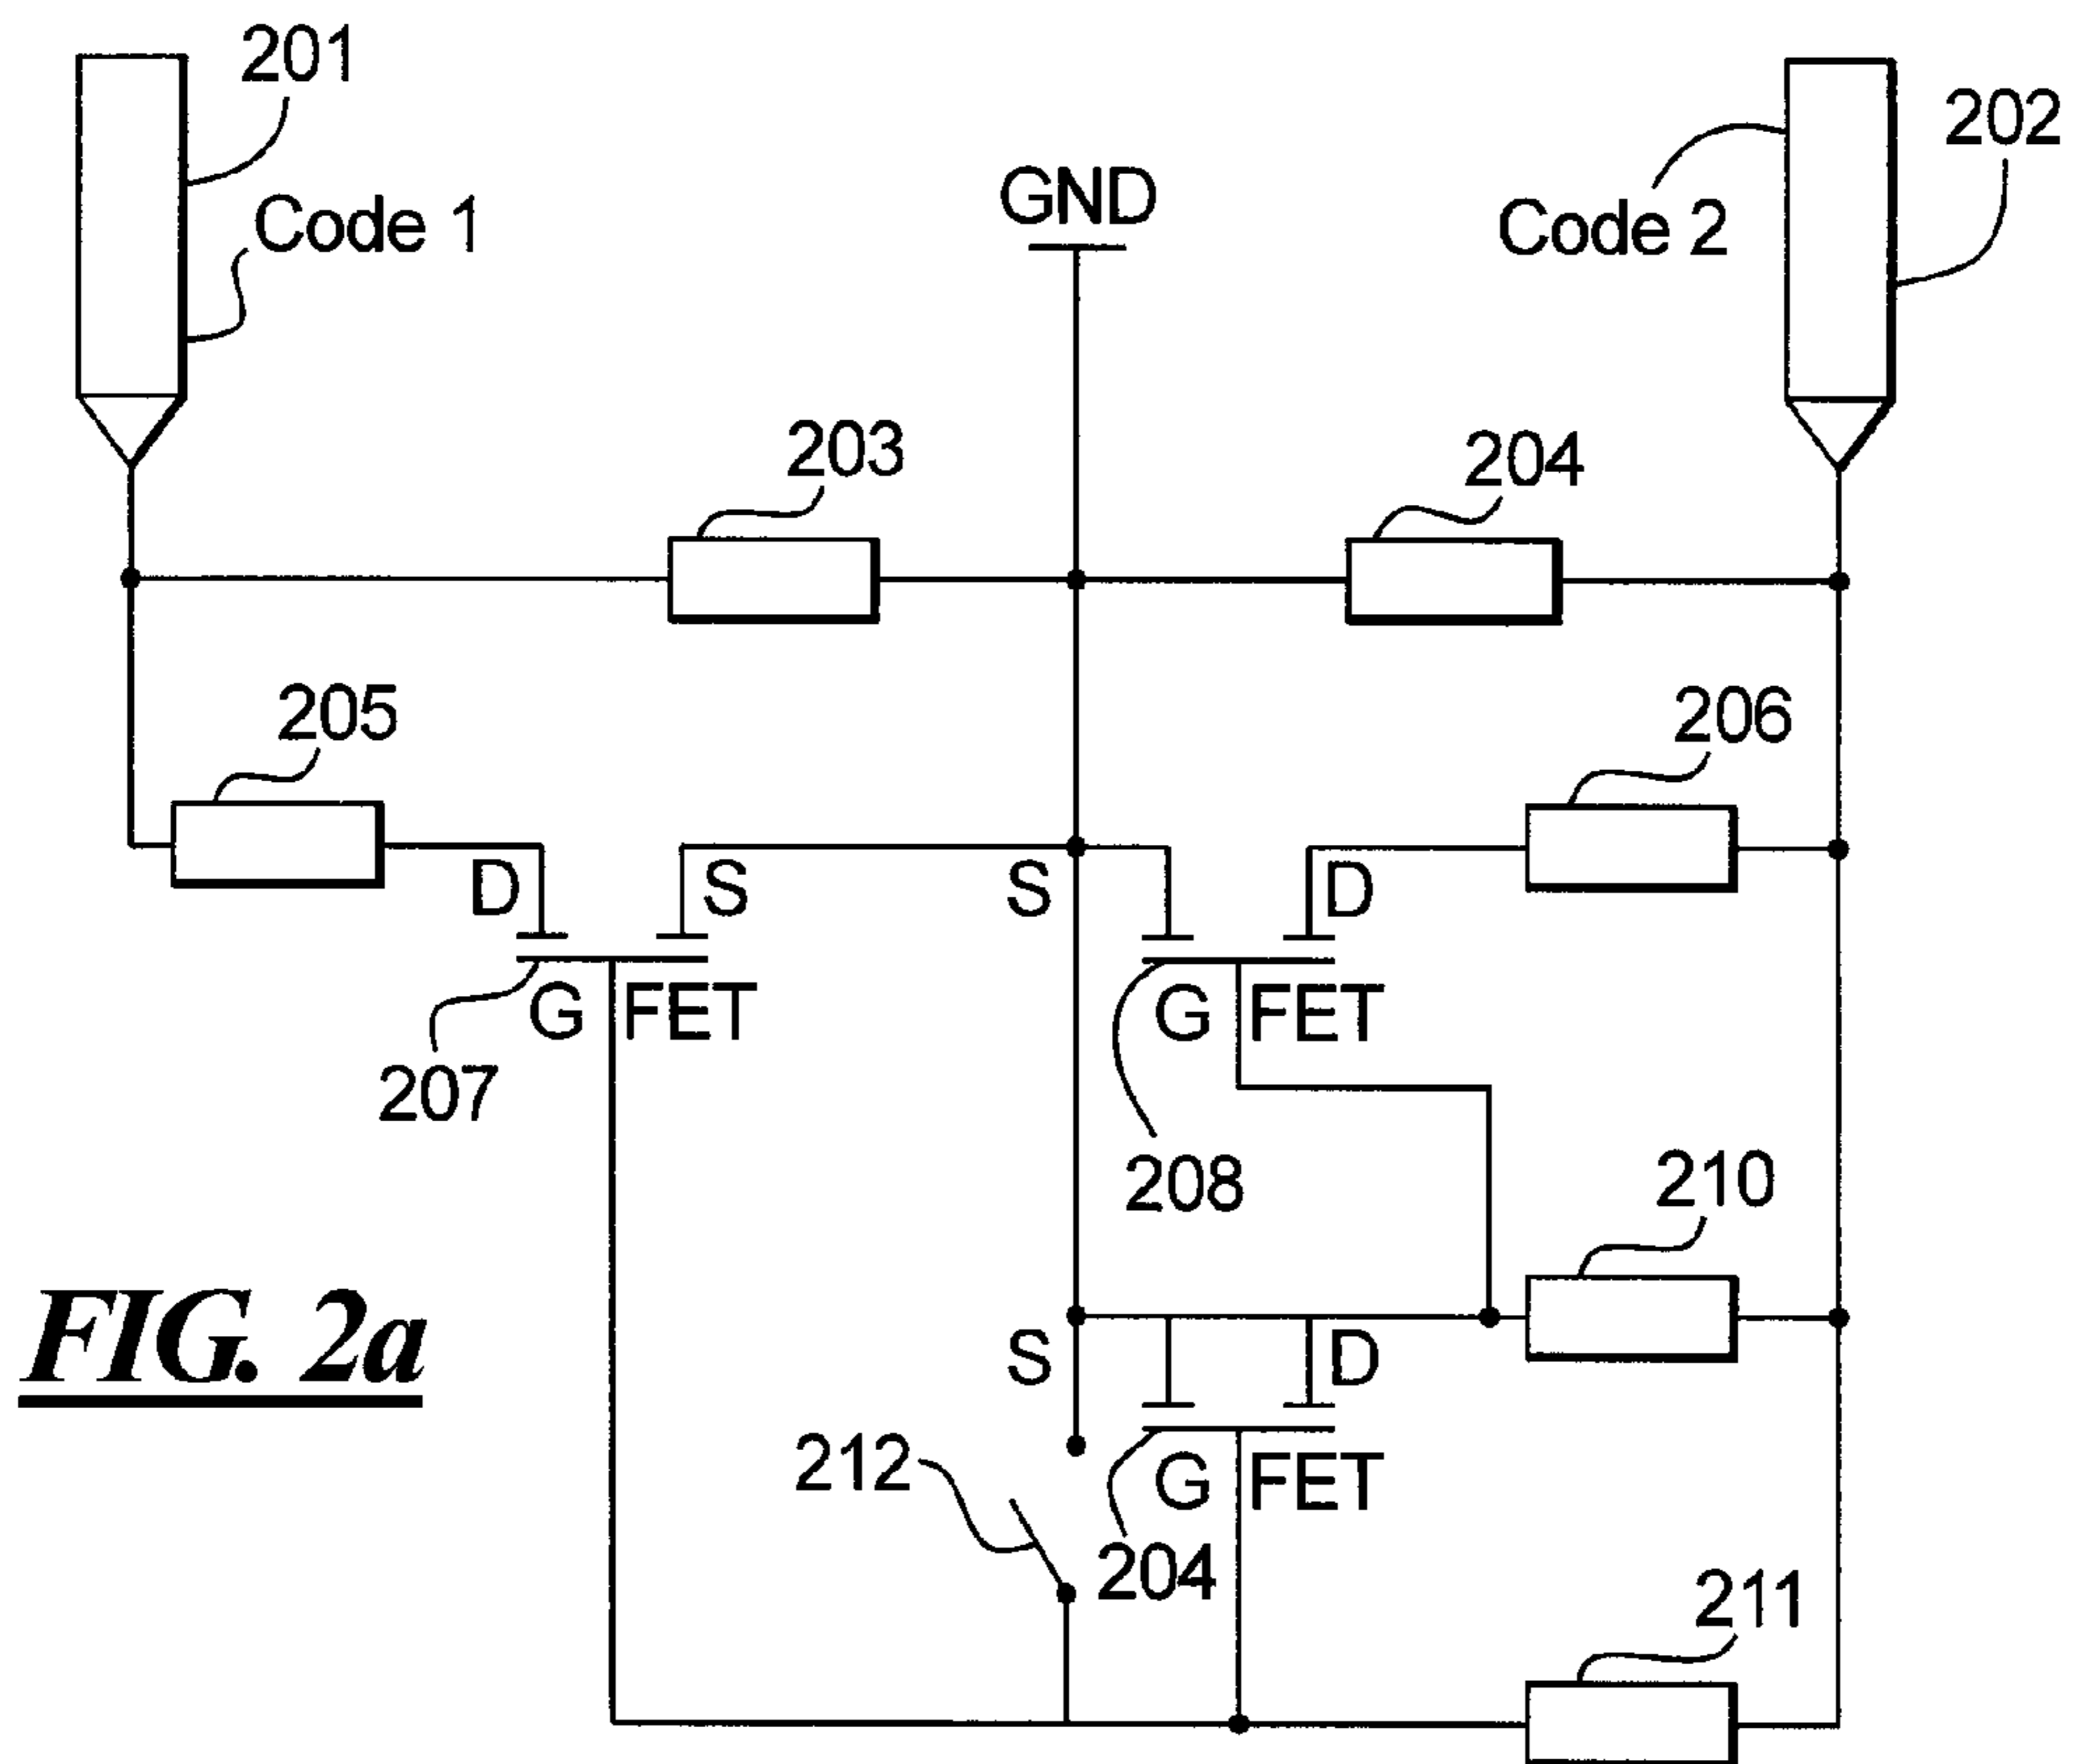 201
Code 1
GND
Code 2
202
203
204
205
206
D
S
S
D
G
FET
G
FET
207
208
210
FIG. 2a
S
D
212
G
FET
204
211